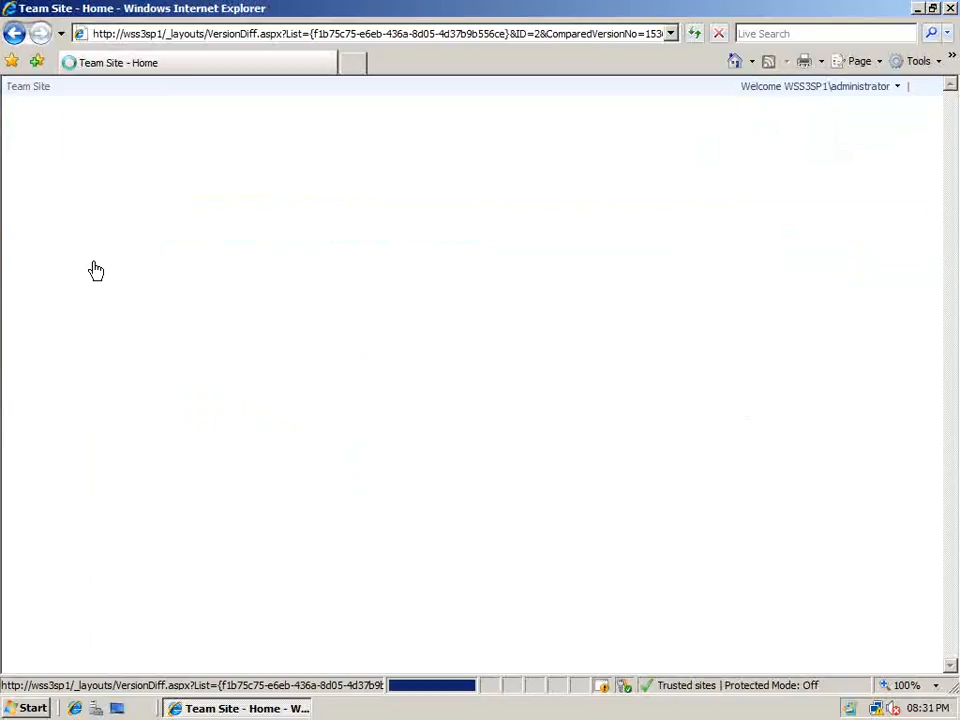 Team Site - Home - Windows Internet Explorer
http://wss3sp1/_layouts/VersionDiff.aspx?List={f1b75c75-e6eb-436a-8d05-4d37b9b556ce}&ID=2&ComparedVersionNo=153
Live Search
Team Site - Home
Page
Tools
Team Site
Welcome WSS3SP1\administrator
http://wss3sp1/_layouts/VersionDiff.aspx?List={f1b75c75-e6eb-436a-8d05-4d37b9b
Trusted sites | Protected Mode: Off
100%
Start
Team Site - Home - W...
08:31 PM